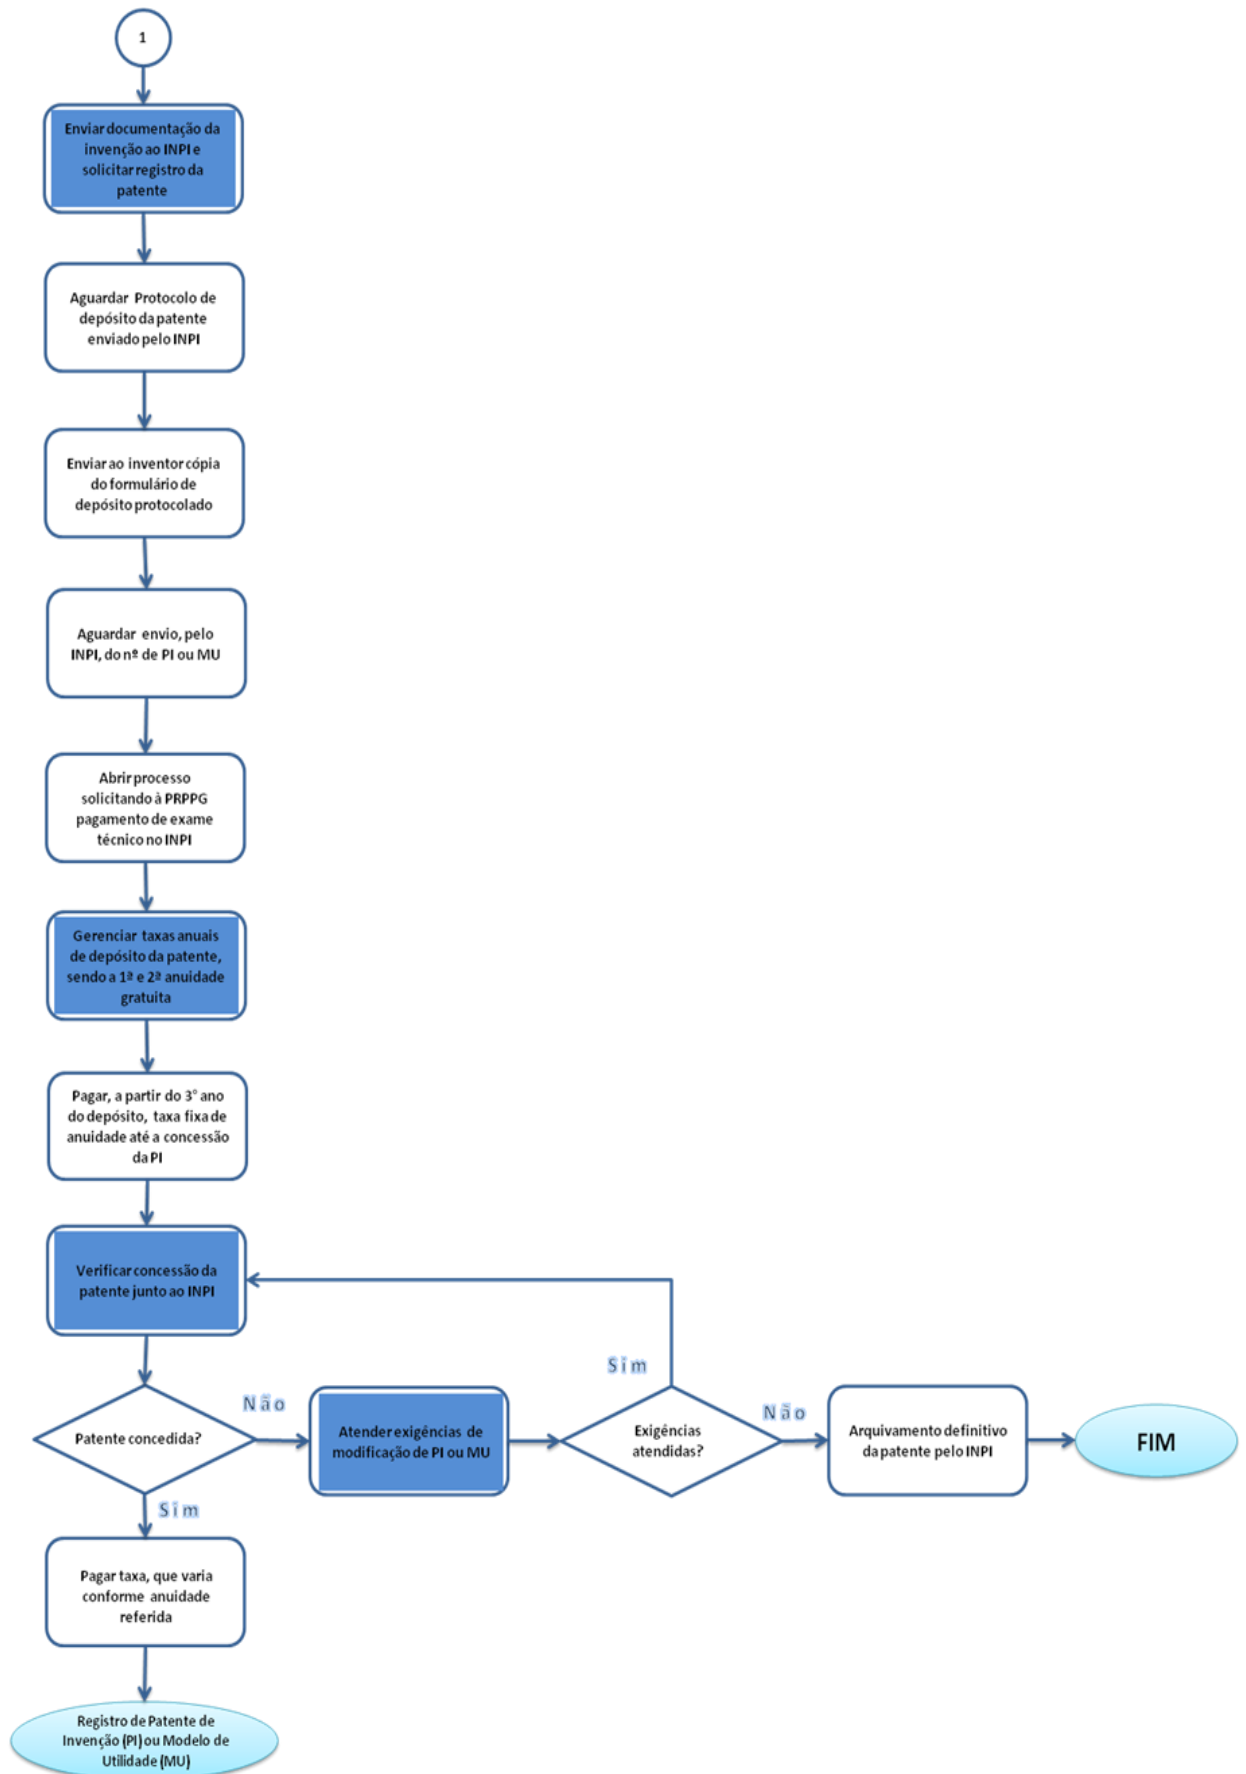 1
Enviar documentação da
invenção ao INPI e
solicitar registro da
patente
Aguardar Protocolo de
depósito da patente
enviado pelo INPI
Enviar ao inventor cópia
do formulário de
depósito protocolado
Aguardar envio, pelo
INPI, do nº de PI ou MU
Abrir processo
solicitando à PRPPG
pagamento de exame
técnico no INPI
Gerenciar taxas anuais
de depósito da patente,
sendo a 1ª e 2ª anuidade
gratuita
Pagar, a partir do 3° ano
do depósito, taxa fixa de
anuidade até a concessão
da PI
Verificar concessão da
patente junto ao INPI
Patente concedida?
Não
Atender exigências de
modificação de PI ou MU
Exigências
atendidas?
Sim
Não
Arquivamento definitivo
da patente pelo INPI
FIM
Sim
Pagar taxa, que varia
conforme anuidade
referida
Registro de Patente de
Invenção (PI) ou Modelo de
Utilidade (MU)